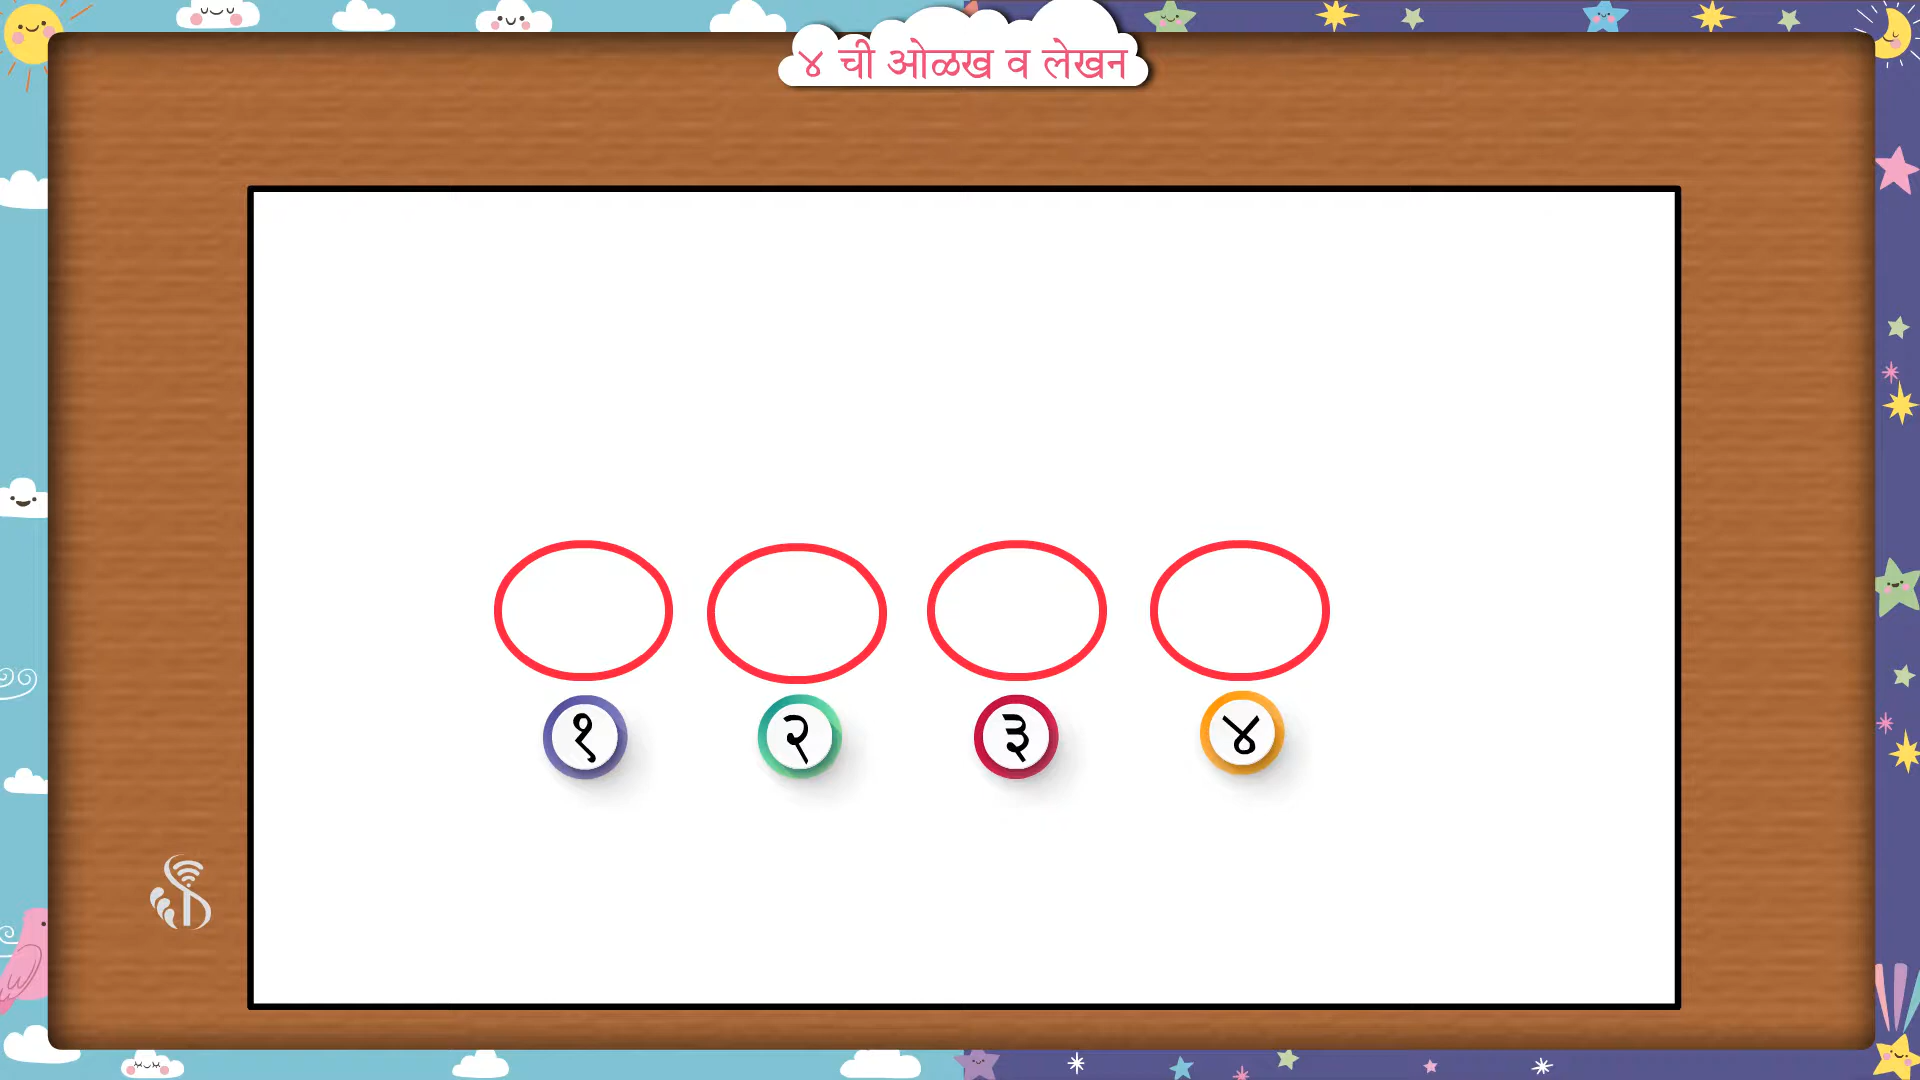 ४ ची ओळख व लेखन
१ २ ३ ४